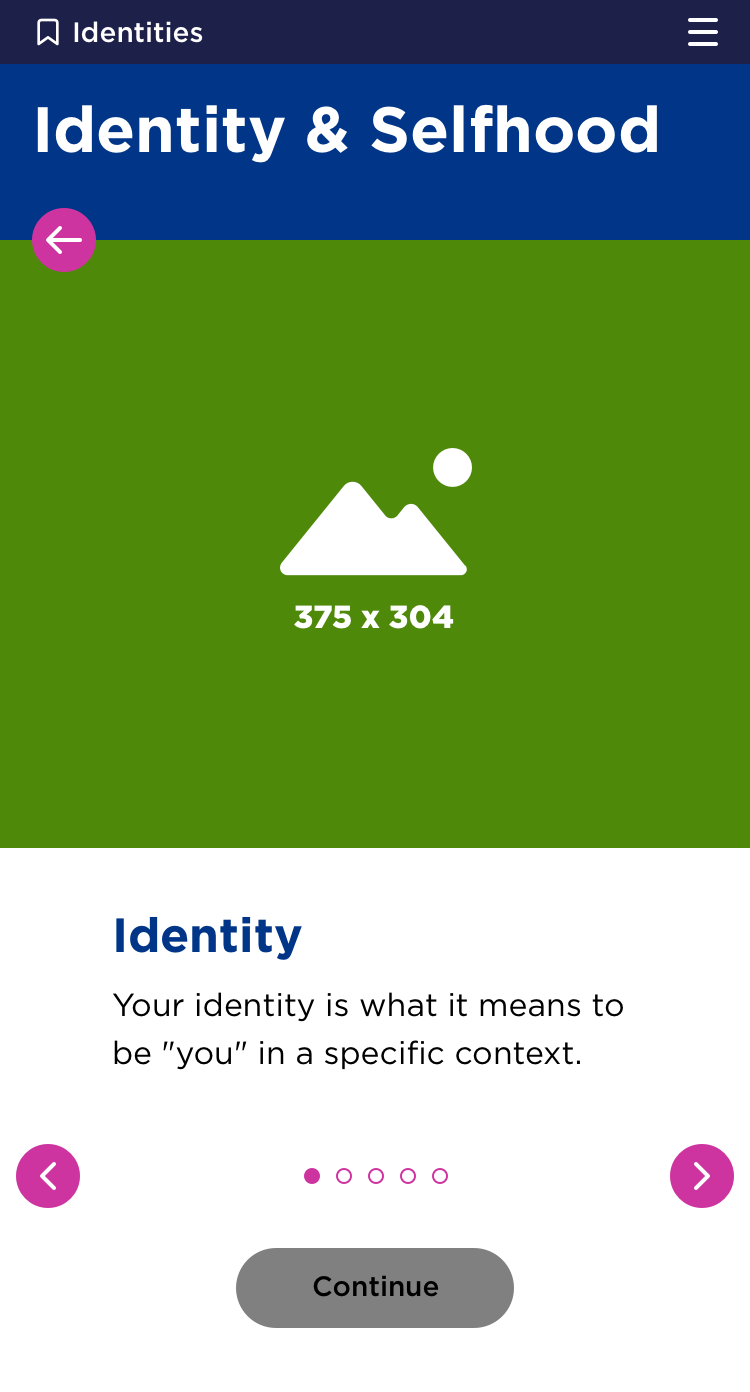 Identities
Identity & Selfhood
375 x 304
Identity
Your identity is what it means to
be "you" in a specific context.
Continue